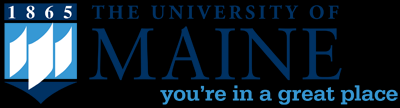 1865
THE UNIVERSITY OF
MAINE
you're in a great place